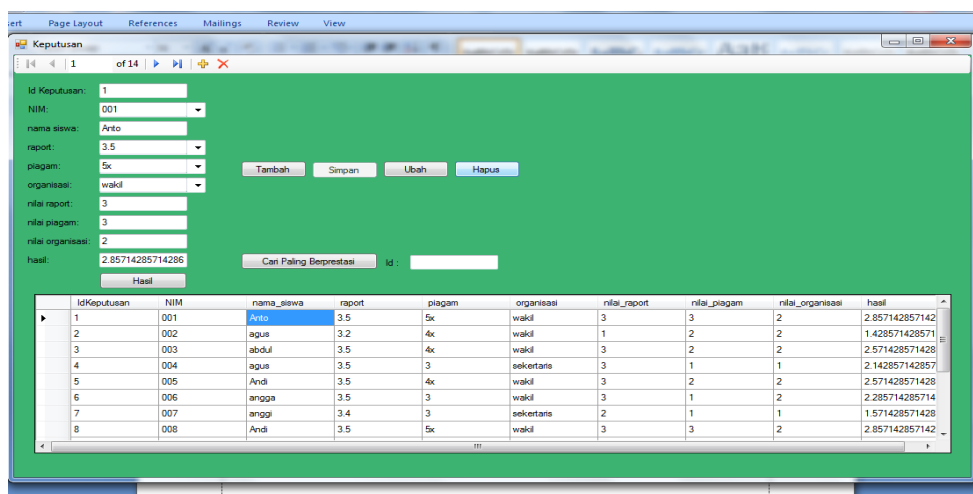 ert Page Layout References Mailings Review View
Keputusan
1 of 14
Id Keputusan: 1
NIM: 001
nama siswa: Anto
raport: 3.5
piagam: 5x
Tambah Simpan Ubah Hapus
organisasi: wakil
nilai raport: 3
nilai piagam: 3
nilai organisasi: 2
hasil: 2.85714285714286
Cari Paling Berprestasi Id :
Hasil
IdKeputusan NIM nama_siswa raport piagam organisasi nilai_raport nilai_piagam nilai_organisasi hasil
1 001 Anto 3.5 5x wakil 3 3 2 2.857142857142
2 002 agus 3.2 4x wakil 1 2 2 1.428571428571
3 003 abdul 3.5 4x wakil 3 2 2 2.571428571428
4 004 agus 3.5 3 sekertaris 3 1 1 2.142857142857
5 005 Andi 3.5 4x wakil 3 2 2 2.571428571428
6 006 angga 3.5 3 wakil 3 1 2 2.285714285714
7 007 anggi 3.4 3 sekertaris 2 1 1 1.571428571428
8 008 Andi 3.5 5x wakil 3 3 2 2.857142857142